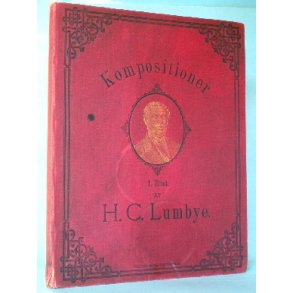 Kompositioner
1. Bind.
AF
H. C. Lumbye.